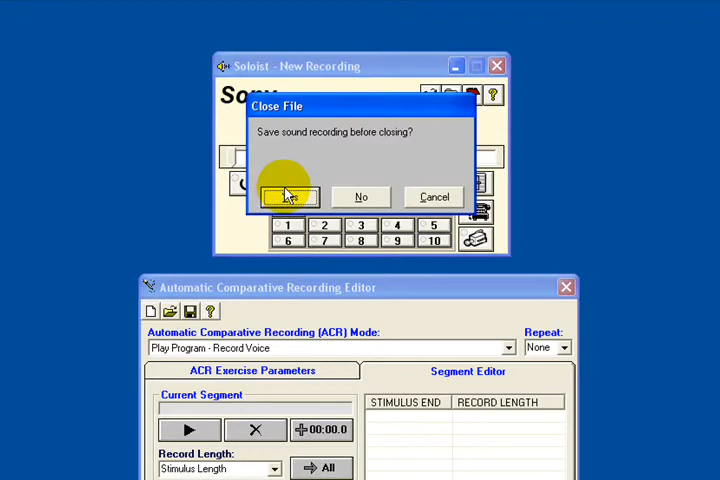 Soloist - New Recording
Close File
Save sound recording before closing?
Yes No Cancel
1 2 3 4 5
6 7 8 9 10
Automatic Comparative Recording Editor
Automatic Comparative Recording (ACR) Mode: Repeat:
Play Program - Record Voice None
ACR Exercise Parameters Segment Editor
Current Segment
STIMULUS END RECORD LENGTH
00:00.0
Record Length:
Stimulus Length All